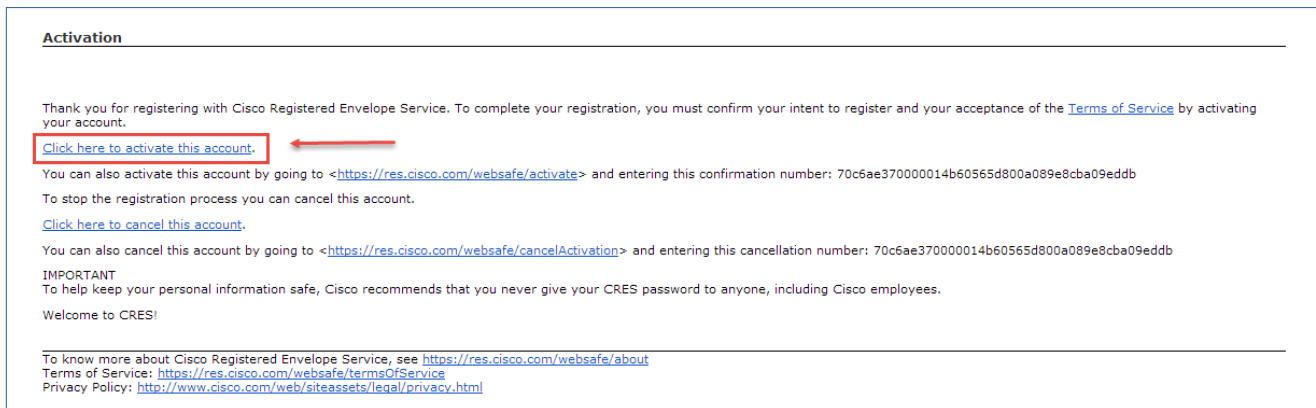 Activation
Thank you for registering with Cisco Registered Envelope Service. To complete your registration, you must confirm your intent to register and your acceptance of the Terms of Service by activating
your account.
Click here to activate this account.
You can also activate this account by going to <https://res.cisco.com/websafe/activate> and entering this confirmation number: 70c6ae370000014b60565d800a089e8cba09eddb
To stop the registration process you can cancel this account.
Click here to cancel this account.
You can also cancel this account by going to <https://res.cisco.com/websafe/cancelActivation> and entering this cancellation number: 70c6ae370000014b60565d800a089e8cba09eddb
IMPORTANT
To help keep your personal information safe, Cisco recommends that you never give your CRES password to anyone, including Cisco employees.
Welcome to CRES!
To know more about Cisco Registered Envelope Service, see https://res.cisco.com/websafe/about
Terms of Service: https://res.cisco.com/websafe/termsOfService
Privacy Policy: http://www.cisco.com/web/siteassets/legal/privacy.html